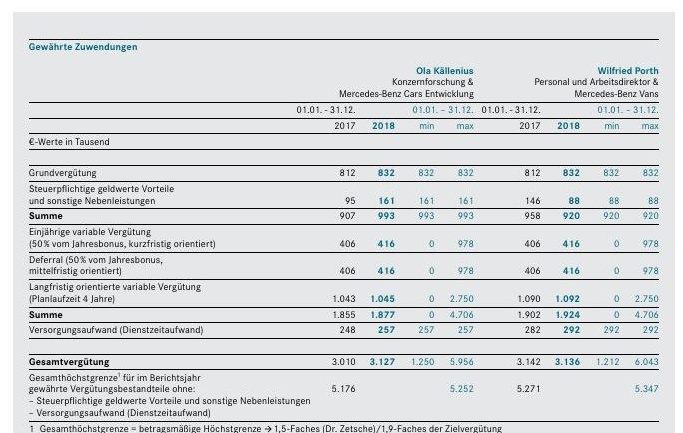 Gewährte Zuwendungen
Ola Källenius Wilfried Porth
Konzernforschung & Personal und Arbeitsdirektor &
Mercedes-Benz Cars Entwicklung Mercedes-Benz Vans
01.01. - 31.12. 01.01. - 31.12. 01.01. - 31.12. 01.01. - 31.12.
2017 2018 min max 2017 2018 min max
€-Werte in Tausend
Grundvergütung 812 832 832 832 812 832 832 832
Steuerpflichtige geldwerte Vorteile
und sonstige Nebenleistungen 95 161 161 161 146 88 88 88
Summe 907 993 993 993 958 920 920 920
Einjährige variable Vergütung
(50 % vom Jahresbonus, kurzfristig orientiert) 406 416 0 978 406 416 0 978
Deferral (50 % vom Jahresbonus,
mittelfristig orientiert) 406 416 0 978 406 416 0 978
Langfristig orientierte variable Vergütung
(Planlaufzeit 4 Jahre) 1.043 1.045 0 2.750 1.090 1.092 0 2.750
Summe 1.855 1.877 0 4.706 1.902 1.924 0 4.706
Versorgungsaufwand (Dienstzeitaufwand) 248 257 257 257 282 292 292 292
Gesamtvergütung 3.010 3.127 1.250 5.956 3.142 3.136 1.212 6.043
Gesamthöchstgrenze¹ für im Berichtsjahr
gewährte Vergütungsbestandteile ohne: 5.176 5.252 5.271 5.347
– Steuerpflichtige geldwerte Vorteile und sonstige Nebenleistungen
– Versorgungsaufwand (Dienstzeitaufwand)
1 Gesamthöchstgrenze = betragsmäßige Höchstgrenze → 1,5-Faches (Dr. Zetsche)/1,9-Faches der Zielvergütung